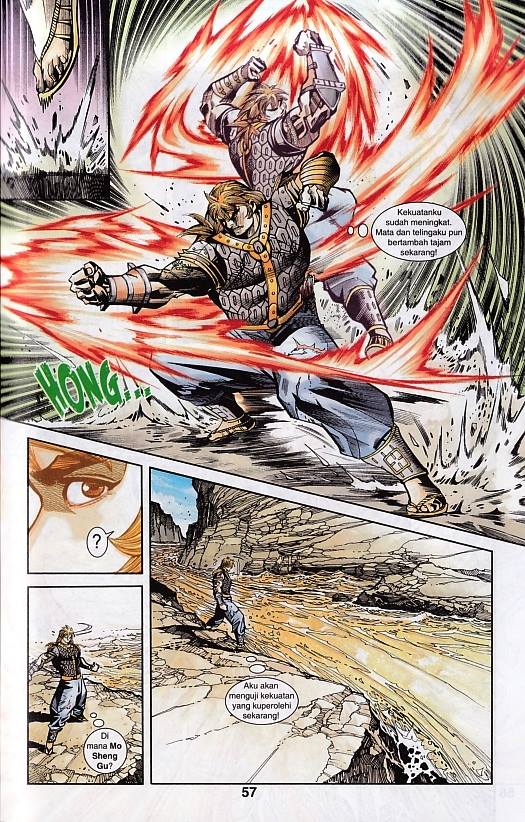 Kekuatanku
sudah meningkat.
Mata dan telingaku pun
bertambah tajam
sekarang!
HONG...
?
Di
mana Mo
Sheng
Gu?
Aku akan
menguji kekuatan
yang kuperolehi
sekarang!
57